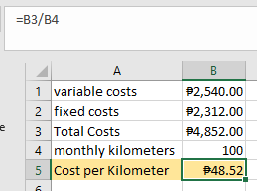 =B3/B4
A B
1 variable costs ₱2,540.00
2 fixed costs ₱2,312.00
3 Total Costs ₱4,852.00
4 monthly kilometers 100
5 Cost per Kilometer ₱48.52